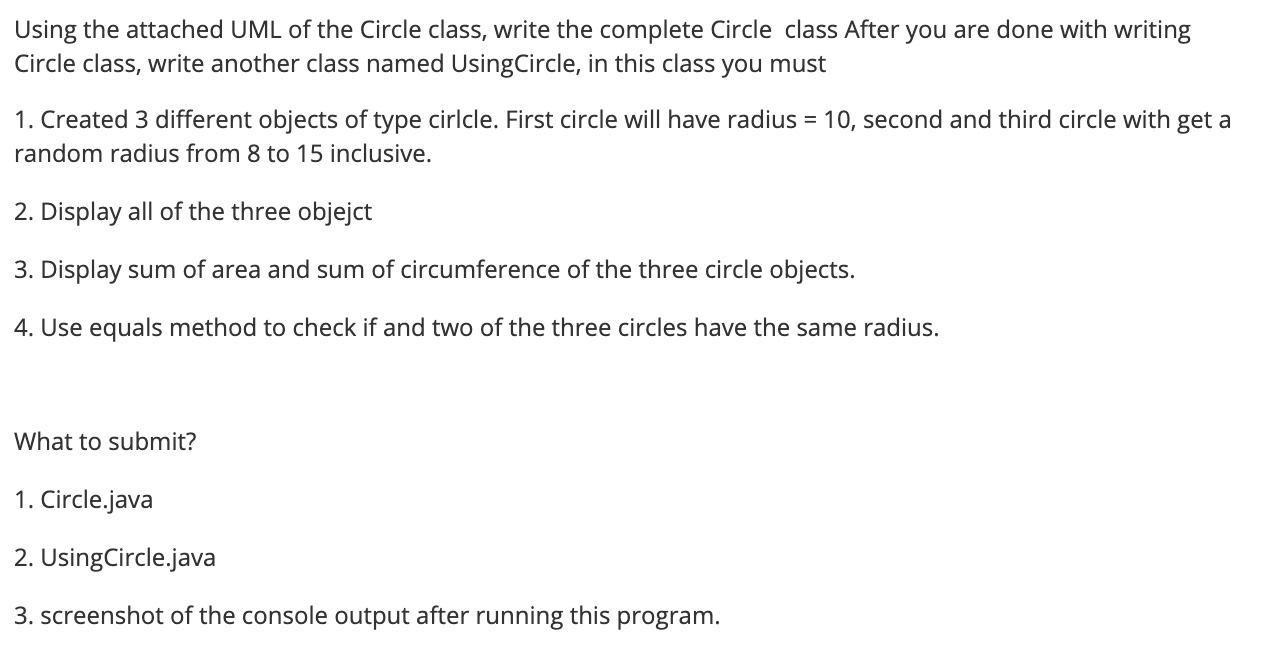 Using the attached UML of the Circle class, write the complete Circle  class After you are done with writing
Circle class, write another class named UsingCircle, in this class you must
1. Created 3 different objects of type cirlcle. First circle will have radius = 10, second and third circle with get a
random radius from 8 to 15 inclusive.
2. Display all of the three objejct
3. Display sum of area and sum of circumference of the three circle objects.
4. Use equals method to check if and two of the three circles have the same radius.
What to submit?
1. Circle.java
2. UsingCircle.java
3. screenshot of the console output after running this program.